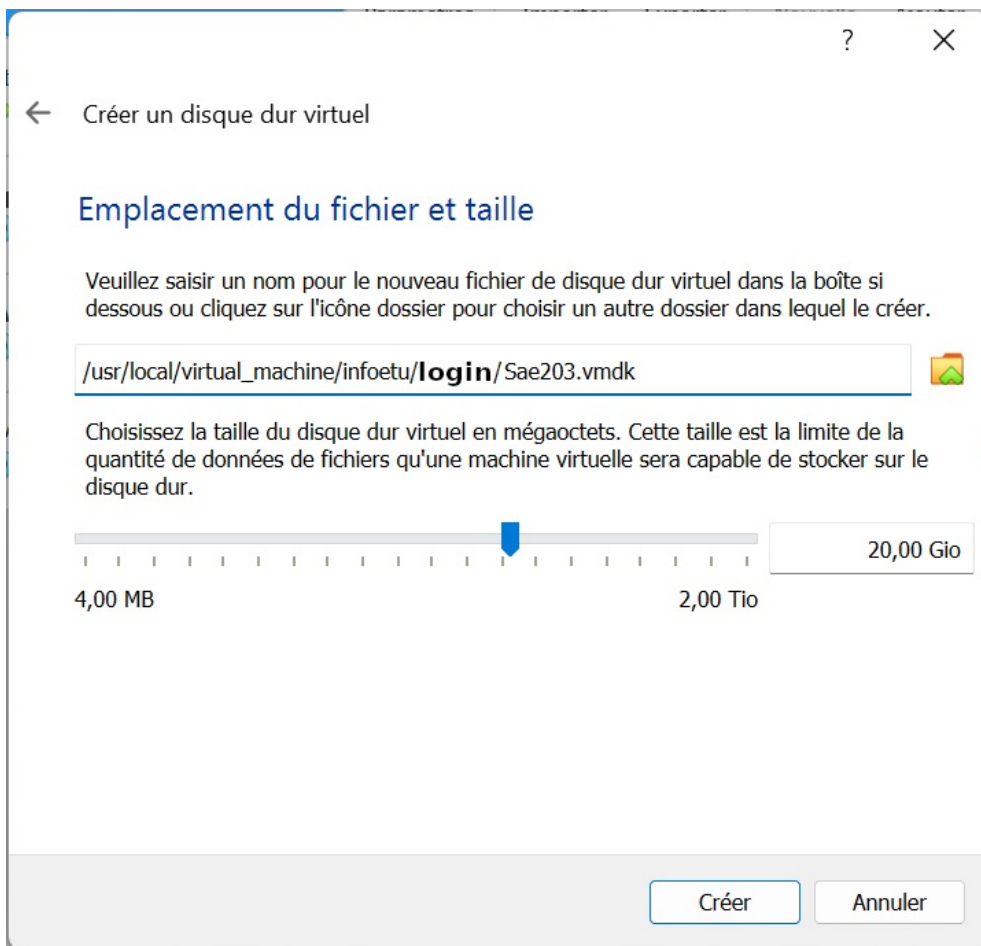 ?
Créer un disque dur virtuel
Emplacement du fichier et taille
Veuillez saisir un nom pour le nouveau fichier de disque dur virtuel dans la boîte si
dessous ou cliquez sur l'icône dossier pour choisir un autre dossier dans lequel le créer.
/usr/local/virtual_machine/infoetu/login/Sae203.vmdk
Choisissez la taille du disque dur virtuel en mégaoctets. Cette taille est la limite de la
quantité de données de fichiers qu'une machine virtuelle sera capable de stocker sur le
disque dur.
20,00 Gio
4,00 MB 2,00 Tio
Créer Annuler